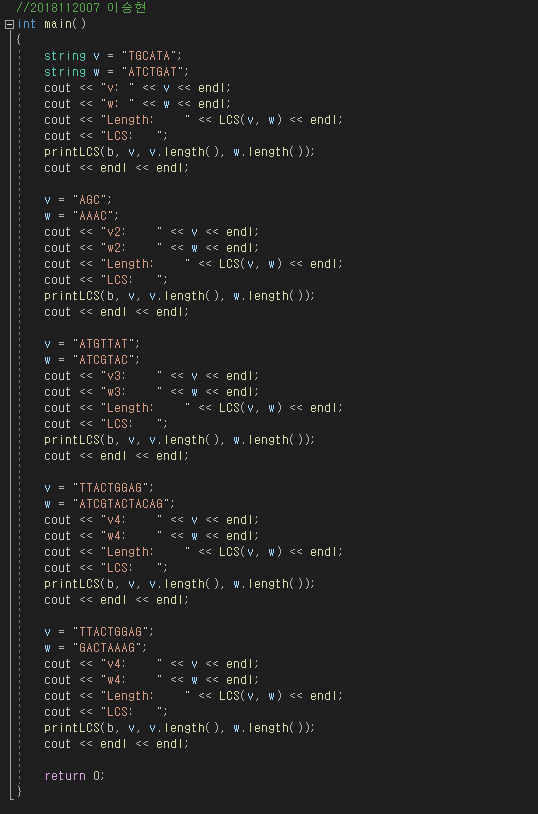 //2018112007 이승현
int main()
{
string v = "TGCATA";
string w = "ATCTGAT";
cout << "v: " << v << endl;
cout << "w: " << w << endl;
cout << "Length:    " << LCS(v, w) << endl;
cout << "LCS:   ";
printLCS(b, v, v.length(), w.length());
cout << endl << endl;
v = "AGC";
w = "AAAC";
cout << "v2:    " << v << endl;
cout << "w2:    " << w << endl;
cout << "Length:    " << LCS(v, w) << endl;
cout << "LCS:   ";
printLCS(b, v, v.length(), w.length());
cout << endl << endl;
v = "ATGTTAT";
w = "ATCGTAC";
cout << "v3:    " << v << endl;
cout << "w3:    " << w << endl;
cout << "Length:    " << LCS(v, w) << endl;
cout << "LCS:   ";
printLCS(b, v, v.length(), w.length());
cout << endl << endl;
v = "TTACTGGAG";
w = "ATCGTACTACAG";
cout << "v4:    " << v << endl;
cout << "w4:    " << w << endl;
cout << "Length:    " << LCS(v, w) << endl;
cout << "LCS:   ";
printLCS(b, v, v.length(), w.length());
cout << endl << endl;
v = "TTACTGGAG";
w = "GACTAAAG";
cout << "v4:    " << v << endl;
cout << "w4:    " << w << endl;
cout << "Length:    " << LCS(v, w) << endl;
cout << "LCS:   ";
printLCS(b, v, v.length(), w.length());
cout << endl << endl;
return 0;
}